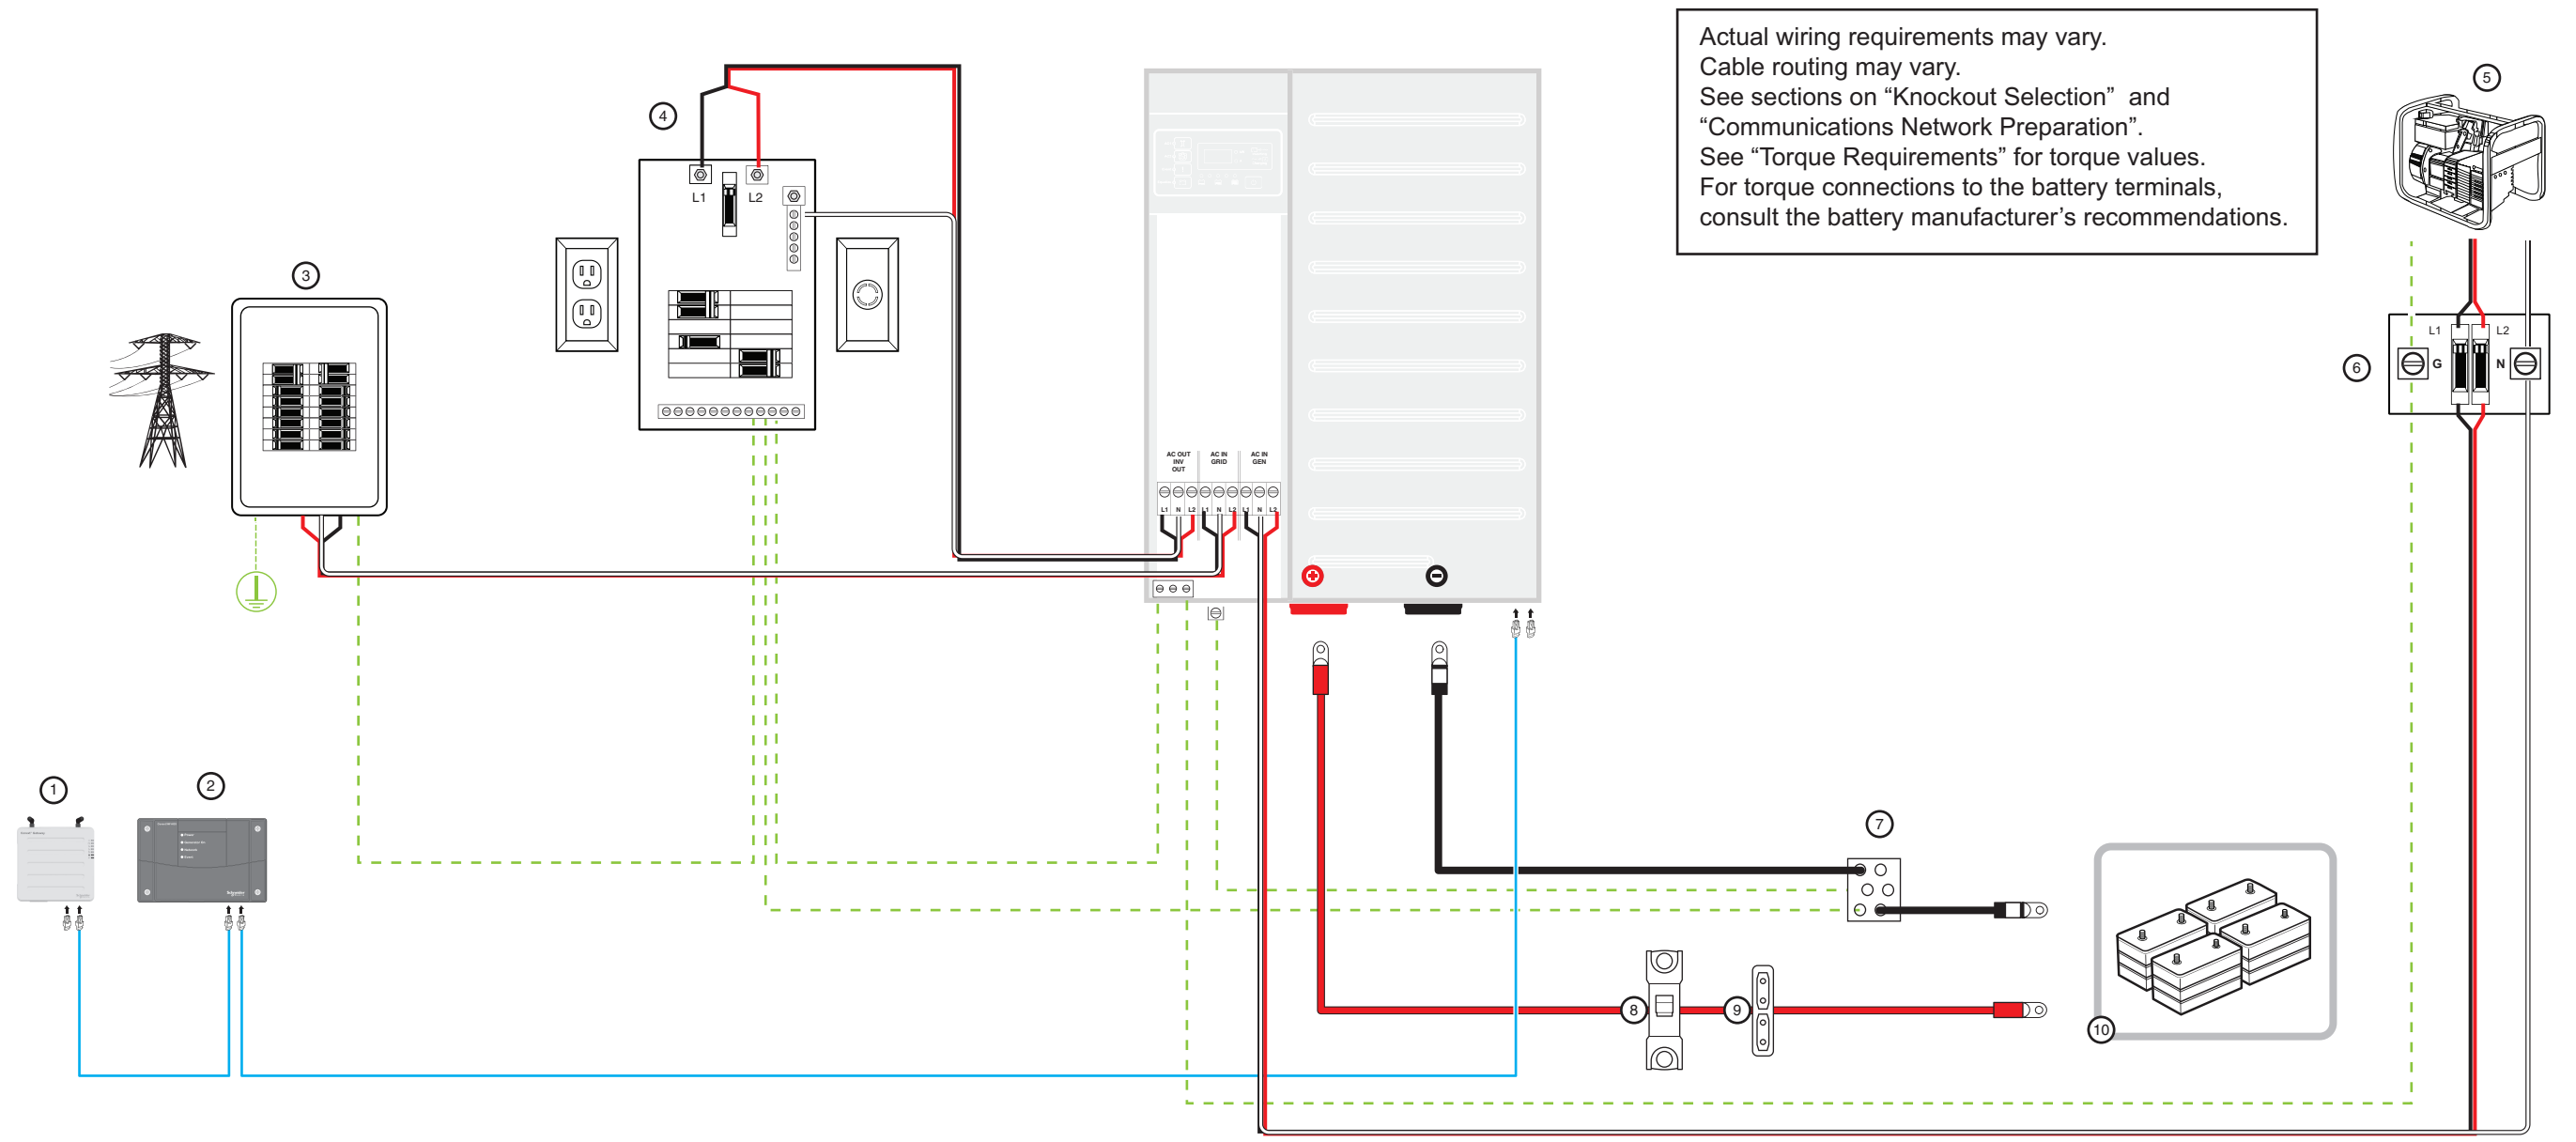 Actual wiring requirements may vary.
Cable routing may vary.
See sections on “Knockout Selection” and
“Communications Network Preparation”.
See “Torque Requirements” for torque values.
For torque connections to the battery terminals,
consult the battery manufacturer’s recommendations.
5
4
L1
L2
3
L1
L2
6
G
N
AC OUT
INV
OUT
AC IN
GRID
AC IN
GEN
L1 N L2 L1 N L2 L1 N L2
1
2
7
8
9
10